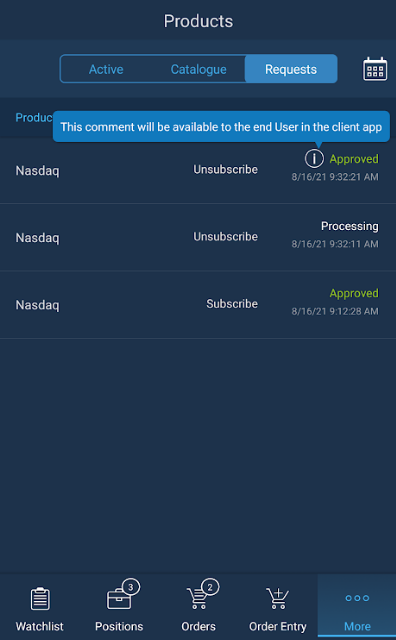 Products
Active
Catalogue
Requests
Produc
This comment will be available to the end User in the client app
Nasdaq
Unsubscribe
i
Approved
8/16/21 9:32:21 AM
Nasdaq
Unsubscribe
Processing
8/16/21 9:32:11 AM
Nasdaq
Subscribe
Approved
8/16/21 9:12:28 AM
3
2
Watchlist
Positions
Orders
Order Entry
More